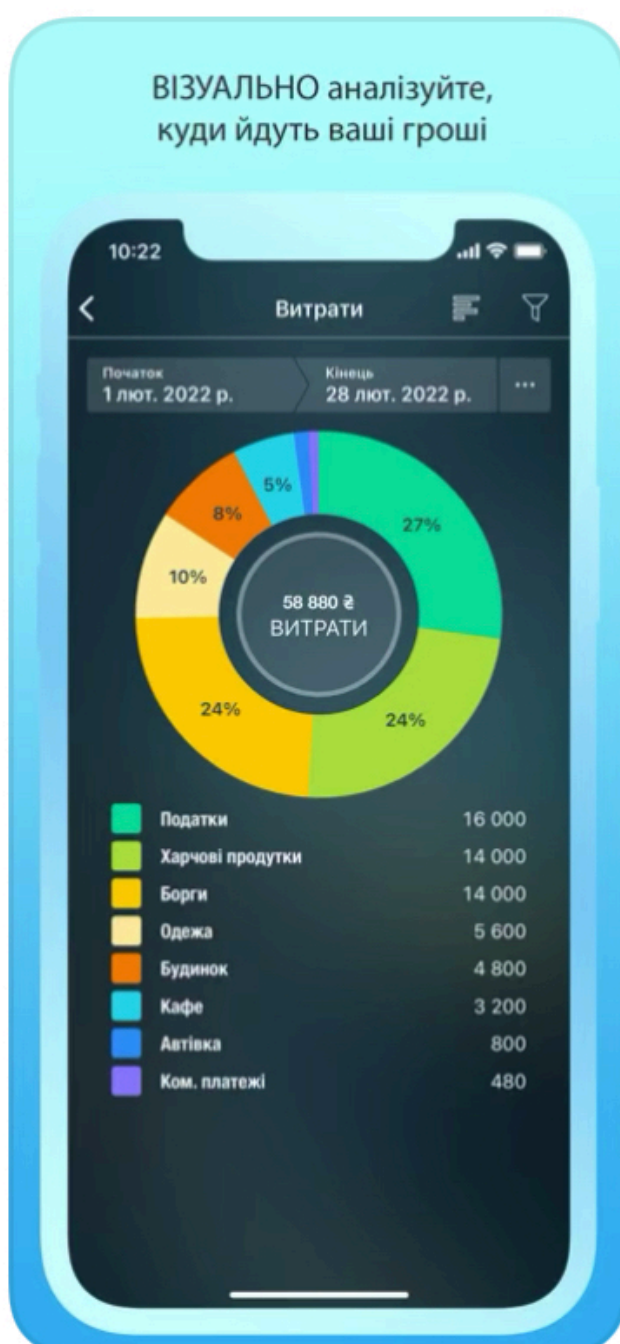 ВІЗУАЛЬНО аналізуйте,
куди йдуть ваші гроші
10:22
Витрати
Початок
1 лют. 2022 р.
Кінець
28 лют. 2022 р.
5%
8%
27%
10%
58 880 ₴
ВИТРАТИ
24%
24%
Податки 16 000
Харчові продутки 14 000
Борги 14 000
Одежа 5 600
Будинок 4 800
Кафе 3 200
Автівка 800
Ком. платежі 480